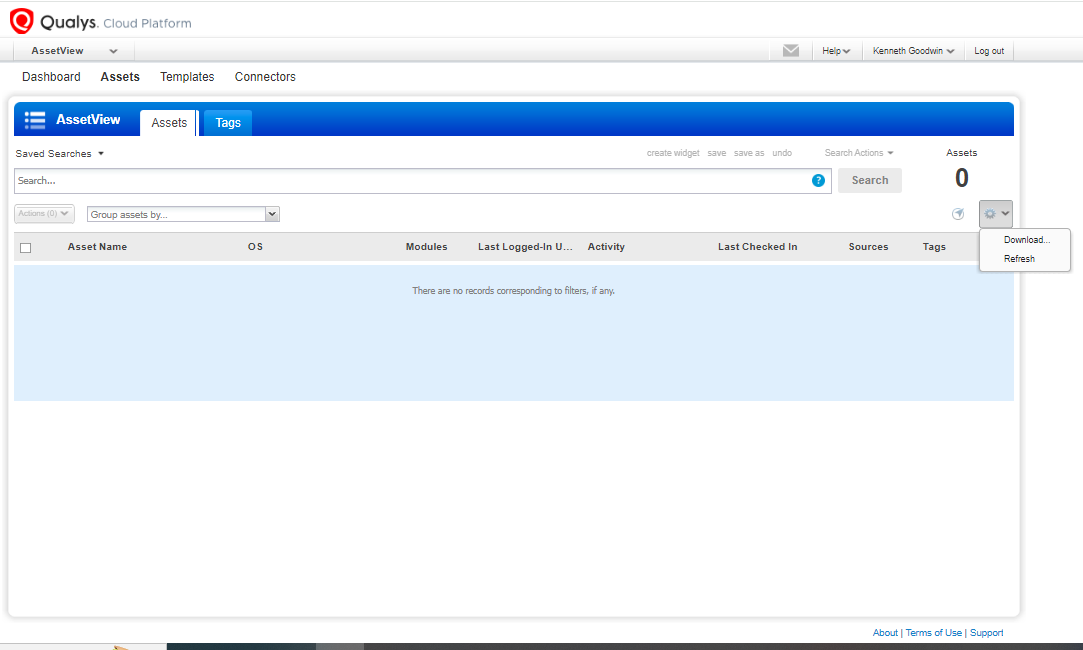 Qualys. Cloud Platform
AssetView
Help
Kenneth Goodwin
Log out
Dashboard Assets Templates Connectors
AssetView Assets Tags
Saved Searches
create widget save save as undo Search Actions Assets
Search...
?
Search
0
Actions (0)
Group assets by...
Asset Name OS Modules Last Logged-In U... Activity Last Checked In Sources Tags
Download...
Refresh
There are no records corresponding to filters, if any.
About | Terms of Use | Support